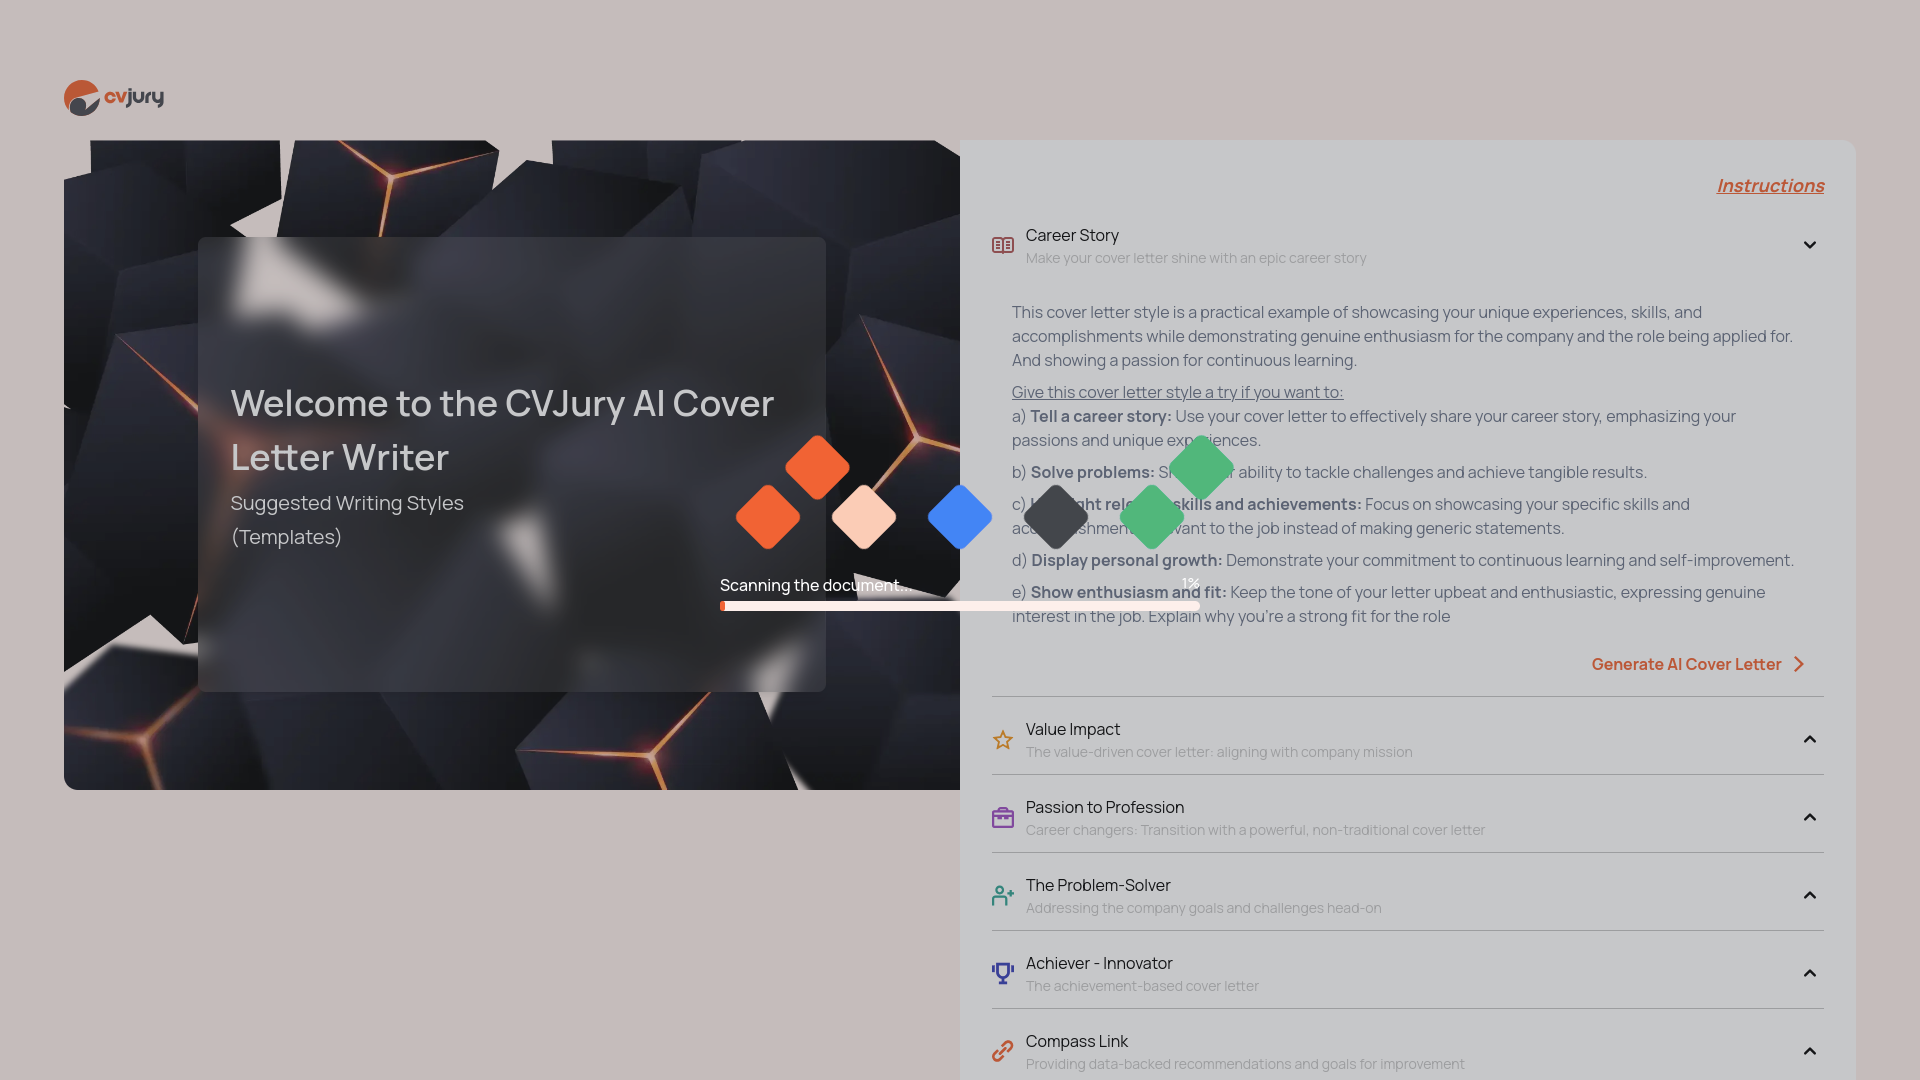 cvjury
Welcome to the CVJury AI Cover
Letter Writer
Suggested Writing Styles
(Templates)
Scanning the document...
1%
Instructions
Career Story
Make your cover letter shine with an epic career story
This cover letter style is a practical example of showcasing your unique experiences, skills, and
accomplishments while demonstrating genuine enthusiasm for the company and the role being applied for.
And showing a passion for continuous learning.
Give this cover letter style a try if you want to:
a) Tell a career story: Use your cover letter to effectively share your career story, emphasizing your
passions and unique experiences.
b) Solve problems: ability to tackle challenges and achieve tangible results.
c) skills and achievements: Focus on showcasing your specific skills and
to the job instead of making generic statements.
d) Display personal growth: Demonstrate your commitment to continuous learning and self-improvement.
e) Show enthusiasm and fit: Keep the tone of your letter upbeat and enthusiastic, expressing genuine
interest in the job. Explain why you're a strong fit for the role
Generate AI Cover Letter
Value Impact
The value-driven cover letter: aligning with company mission
Passion to Profession
Career changers: Transition with a powerful, non-traditional cover letter
The Problem-Solver
Addressing the company goals and challenges head-on
Achiever - Innovator
The achievement-based cover letter
Compass Link
Providing data-backed recommendations and goals for improvement